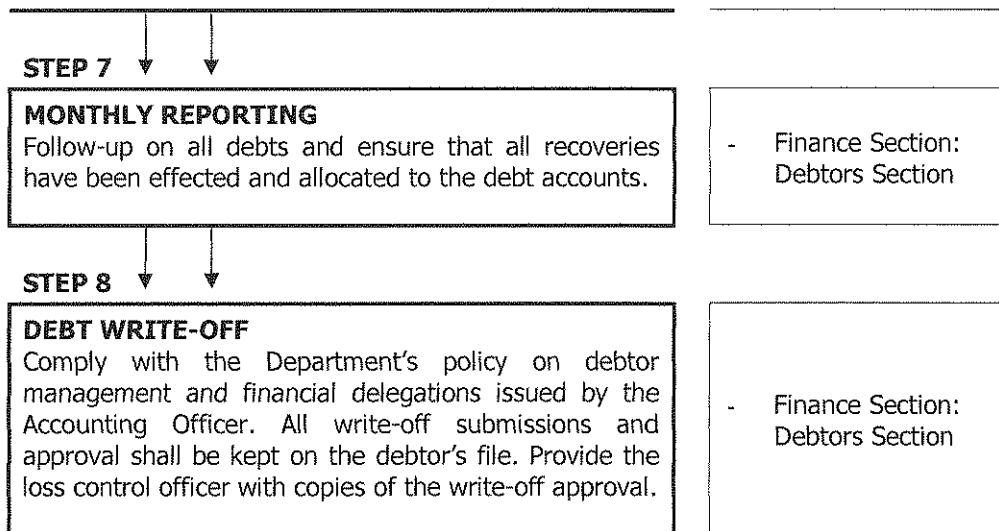 STEP 7
MONTHLY REPORTING
Follow-up on all debts and ensure that all recoveries
have been effected and allocated to the debt accounts.
- Finance Section:
Debtors Section
STEP 8
DEBT WRITE-OFF
Comply with the Department's policy on debtor
management and financial delegations issued by the
Accounting Officer. All write-off submissions and
approval shall be kept on the debtor's file. Provide the
loss control officer with copies of the write-off approval.
- Finance Section:
Debtors Section